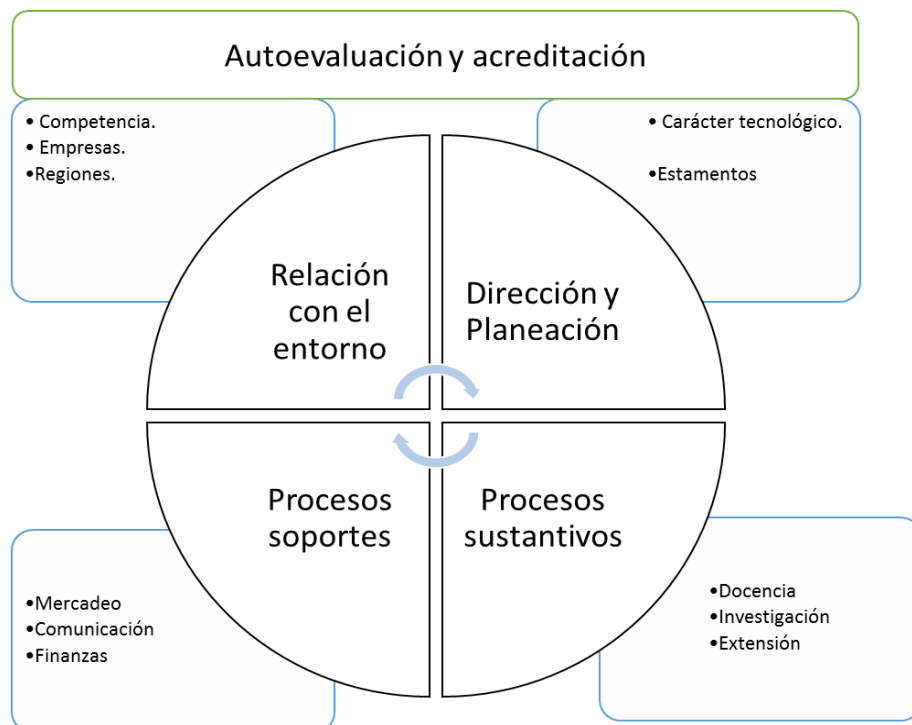 Autoevaluación y acreditación
• Competencia.
• Empresas.
•Regiones.
• Carácter tecnológico.
•Estamentos
Relación
con el
entorno
Dirección y
Planeación
Procesos
soportes
Procesos
sustantivos
•Mercadeo
•Comunicación
•Finanzas
•Docencia
•Investigación
•Extensión